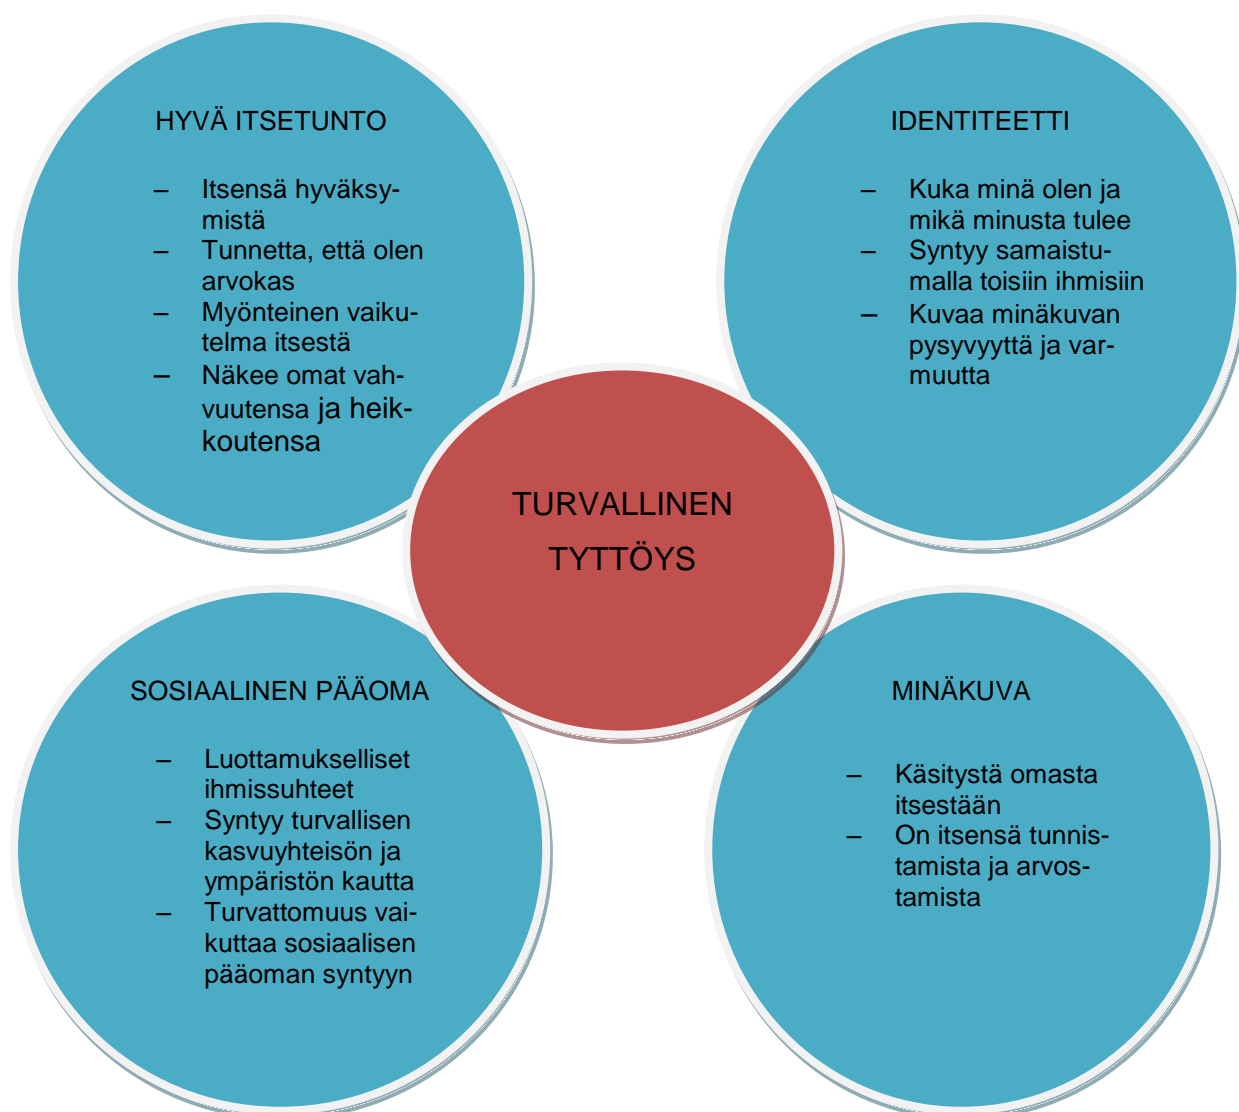 HYVÄ ITSETUNTO
– Itsensä hyväksy-
mistä
– Tunnetta, että olen
arvokas
– Myönteinen vaiku-
telma itsestä
– Näkee omat vah-
vuutensa ja heik-
koutensa
IDENTITEETTI
– Kuka minä olen ja
mikä minusta tulee
– Syntyy samaistu-
malla toisiin ihmisiin
– Kuvaa minäkuvan
pysyvyyttä ja var-
muutta
TURVALLINEN
TYTTÖYS
SOSIAALINEN PÄÄOMA
– Luottamukselliset
ihmissuhteet
– Syntyy turvallisen
kasvuyhteisön ja
ympäristön kautta
– Turvattomuus vai-
kuttaa sosiaalisen
pääoman syntyyn
MINÄKUVA
– Käsitystä omasta
itsestään
– On itsensä tunnis-
tamista ja arvos-
tamista